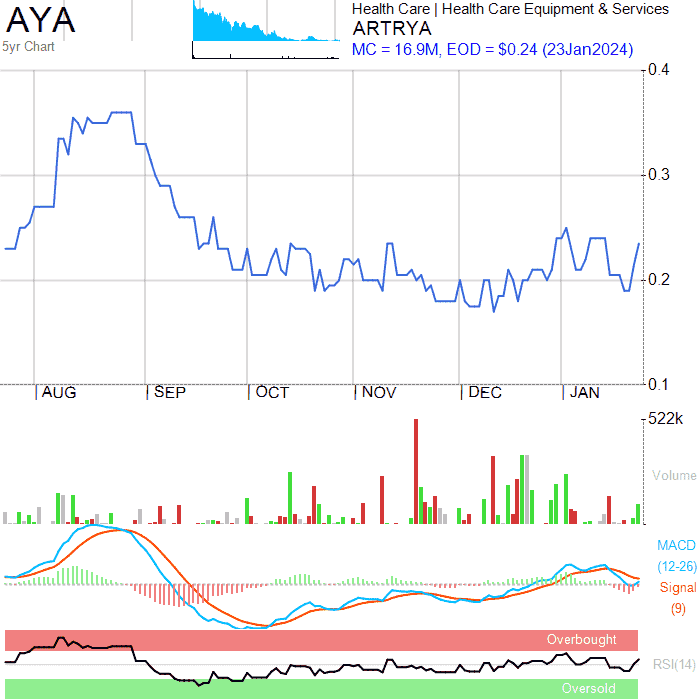 AYA
5yr Chart
Health Care | Health Care Equipment & Services
ARTRYA
MC = 16.9M, EOD = $0.24 (23Jan2024)
0.4
0.3
0.2
0.1
AUG
SEP
OCT
NOV
DEC
JAN
522k
Volume
MACD
(12-26)
Signal
(9)
Overbought
RSI(14)
Oversold